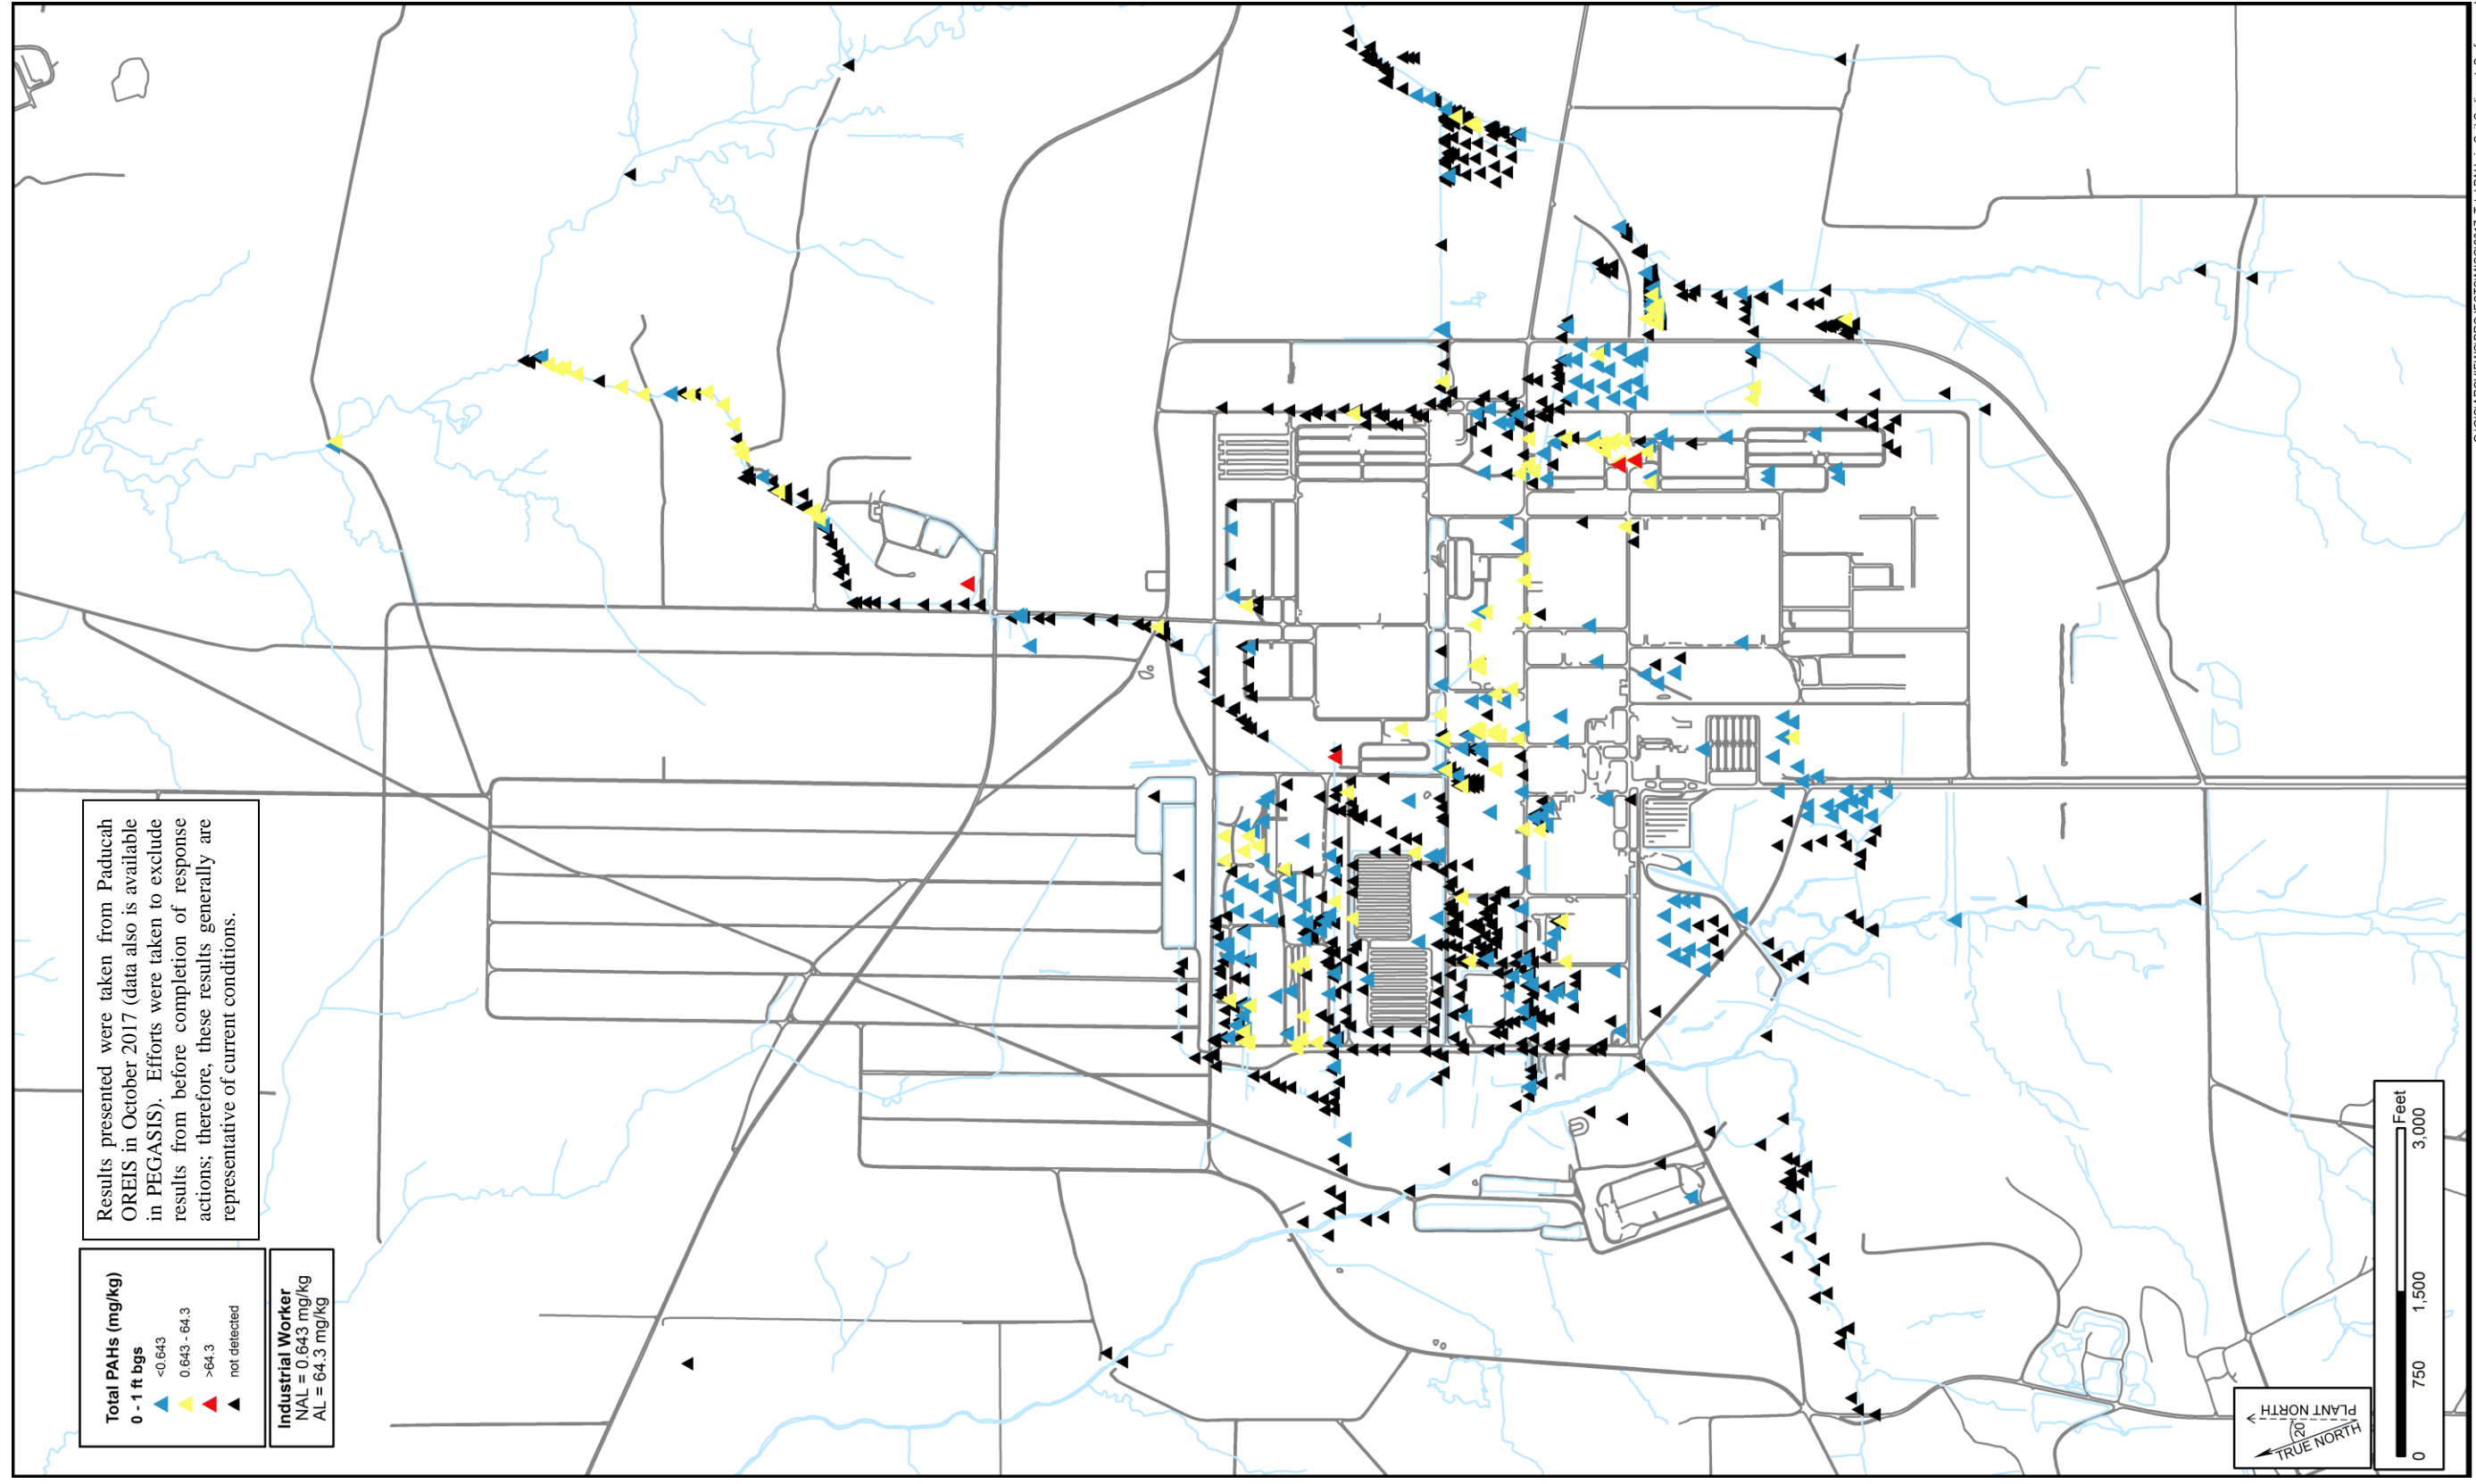 Results presented were taken from Paducah
OREIS in October 2017 (data also is available
in PEGASIS). Efforts were taken to exclude
results from before completion of response
actions; therefore, these results generally are
representative of current conditions.
Total PAHs (mg/kg)
0 - 1 ft bgs
<0.643
0.643 - 64.3
>64.3
not detected
Industrial Worker
NAL = 0.643 mg/kg
AL = 64.3 mg/kg
PLANT NORTH
20
TRUE NORTH
Feet
0 750 1,500 3,000